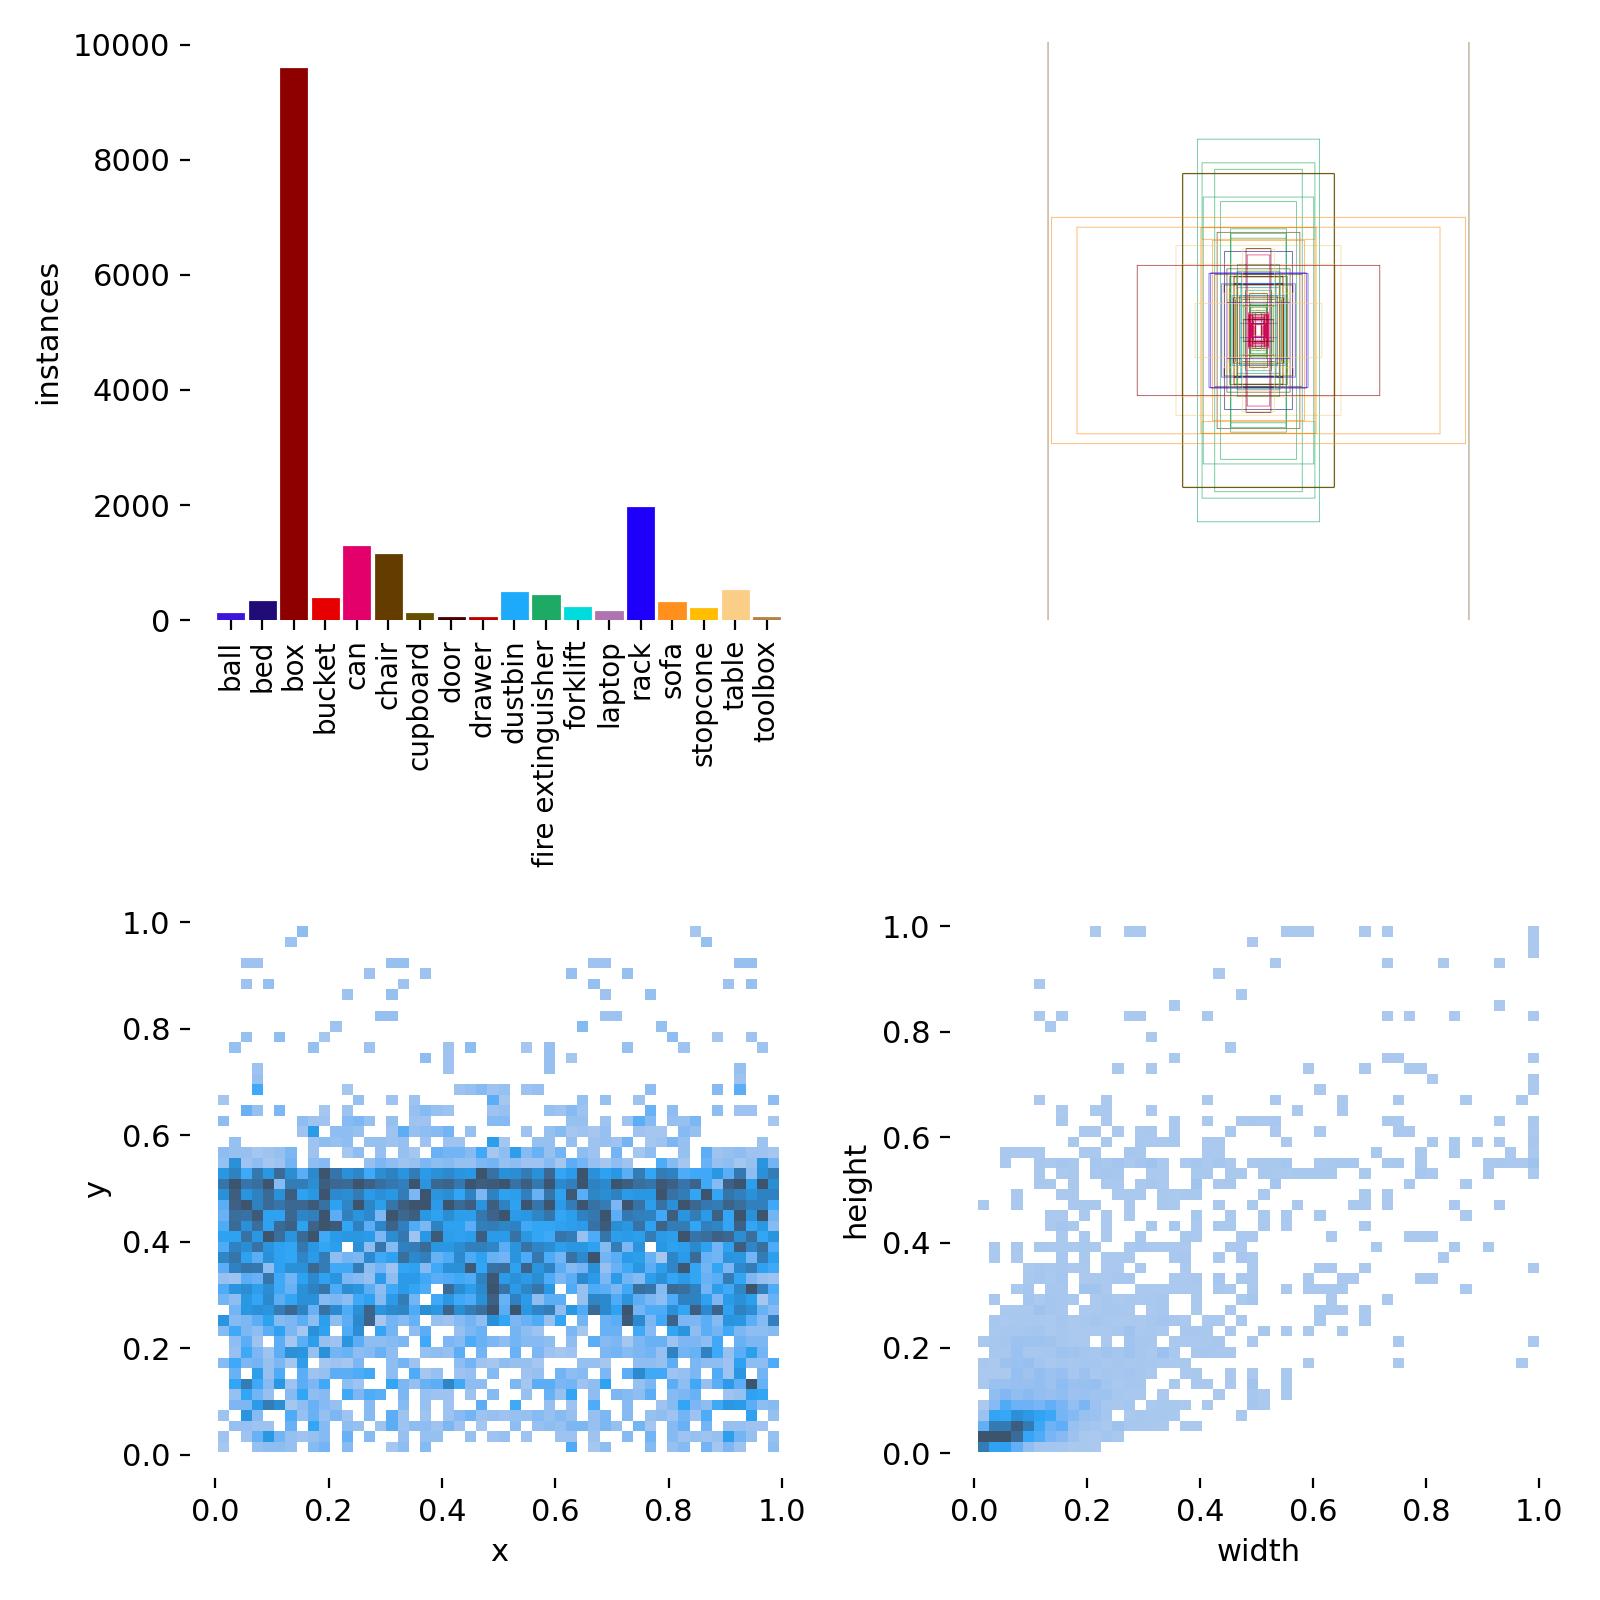 10000
8000
6000
4000
2000
0
instances
ball
bed
box
bucket
can
chair
cupboard
door
drawer
dustbin
fire extinguisher
forklift
laptop
rack
sofa
stopcone
table
toolbox
1.0
0.8
0.6
0.4
0.2
0.0
y
0.0 0.2 0.4 0.6 0.8 1.0
x
1.0
0.8
0.6
0.4
0.2
0.0
height
0.0 0.2 0.4 0.6 0.8 1.0
width